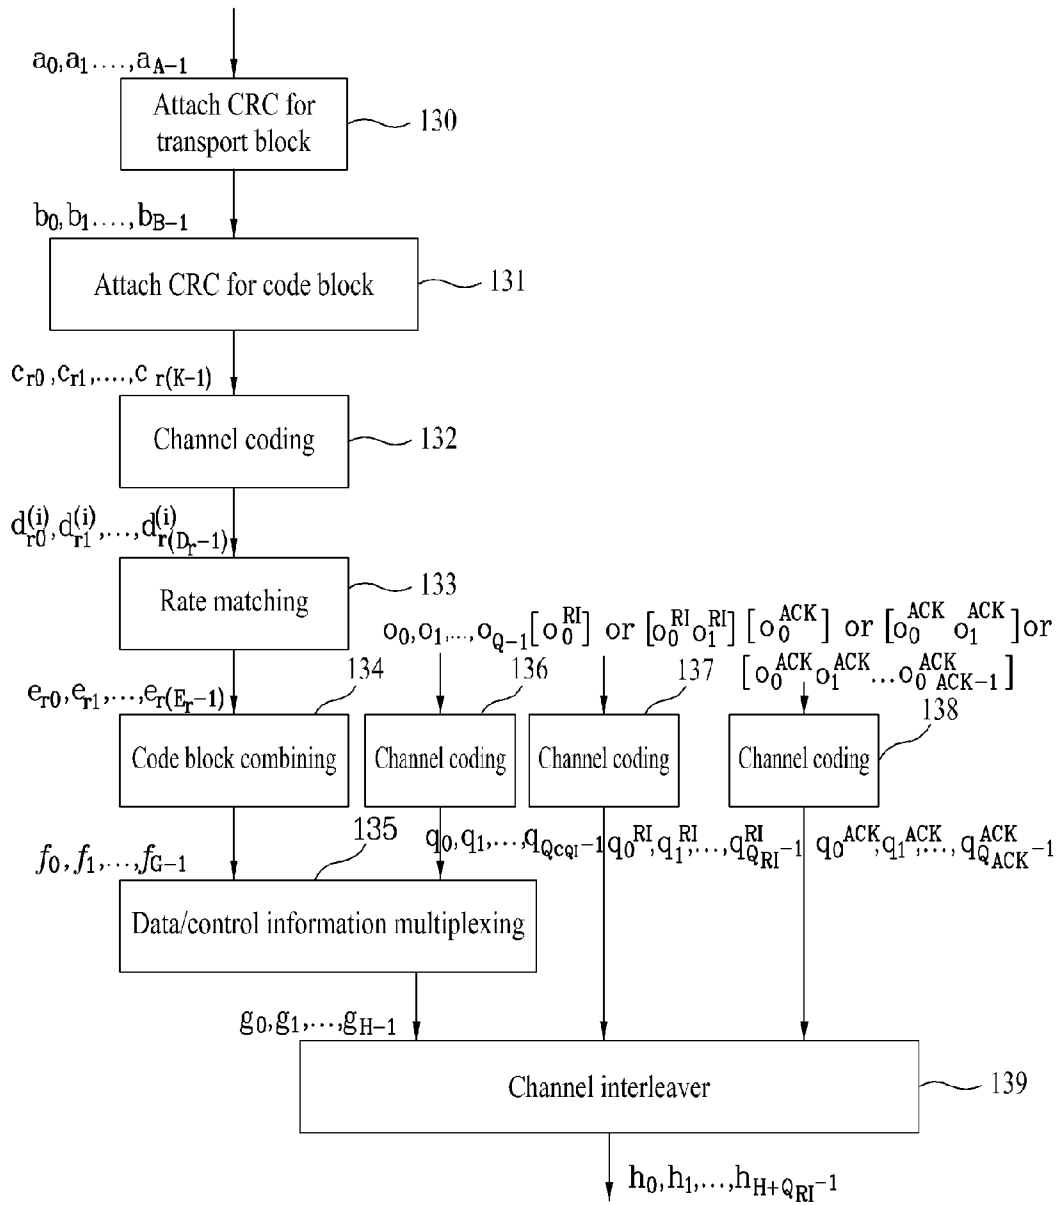 a0,a1....,aA-1
Attach CRC for
transport block
130
b0,b1....,bB-1
Attach CRC for code block
131
cr0,cr1,....,c r(K-1)
Channel coding
132
dr0(i),dr1(i),...,dr(Dr-1)(i)
Rate matching
133
o0,o1,...,oQ-1 [o0RI] or [o0RI o1RI] [o0ACK] or [o0ACK o1ACK] or
[o0ACK o1ACK...o0ACK ACK-1]
er0,er1,...,er(Er-1)
134
136
137
138
Code block combining
Channel coding
Channel coding
Channel coding
f0,f1,...,fG-1
135
q0,q1,...,qQCQI-1
q0RI,q1RI,...,qQRI-1RI
q0ACK,q1ACK,...,qQACK-1ACK
Data/control information multiplexing
g0,g1,...,gH-1
Channel interleaver
139
h0,h1,...,hH+QRI-1